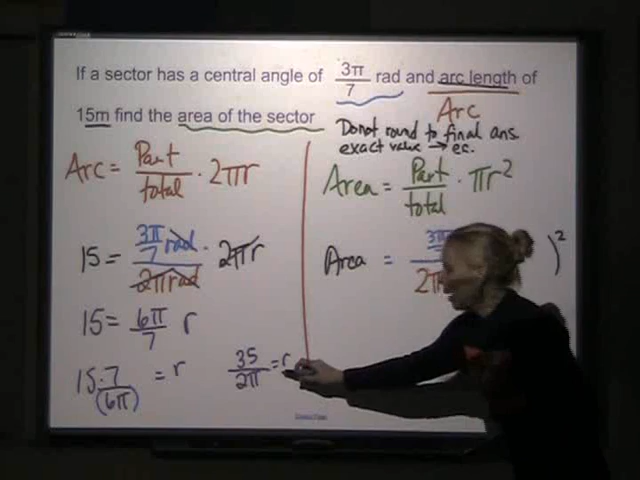 If a sector has a central angle of 3π/7 rad and arc length of
15m find the area of the sector
Arc
Do not round to final ans
exact value → ec.
Arc = Part/total · 2πr
Area = Part/total · πr²
15 = 3π/7 rad / 2π rad · 2πr
Area = 3π / 2π )²
15 = 6π/7 r
15·7/(6π) = r
35/2π = r